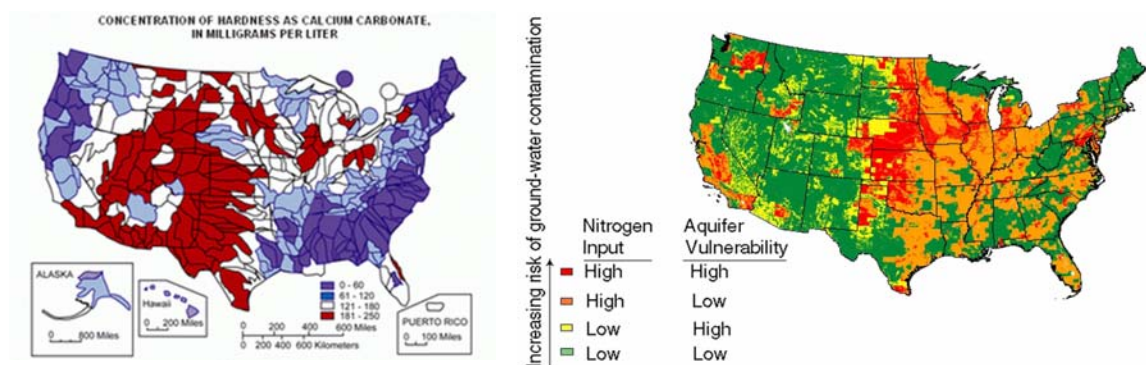 CONCENTRATION OF HARDNESS AS CALCIUM CARBONATE,
IN MILLIGRAMS PER LITER
ALASKA
0 800 Miles
Hawaii
0 200 Miles
0 - 60
61 - 120
121 - 180
181 - 250
0 200 400 600 Miles
0 200 400 600 Kilometers
PUERTO RICO
0 100 Miles
Increasing risk of ground-water contamination
Nitrogen Aquifer
Input Vulnerability
High High
High Low
Low High
Low Low